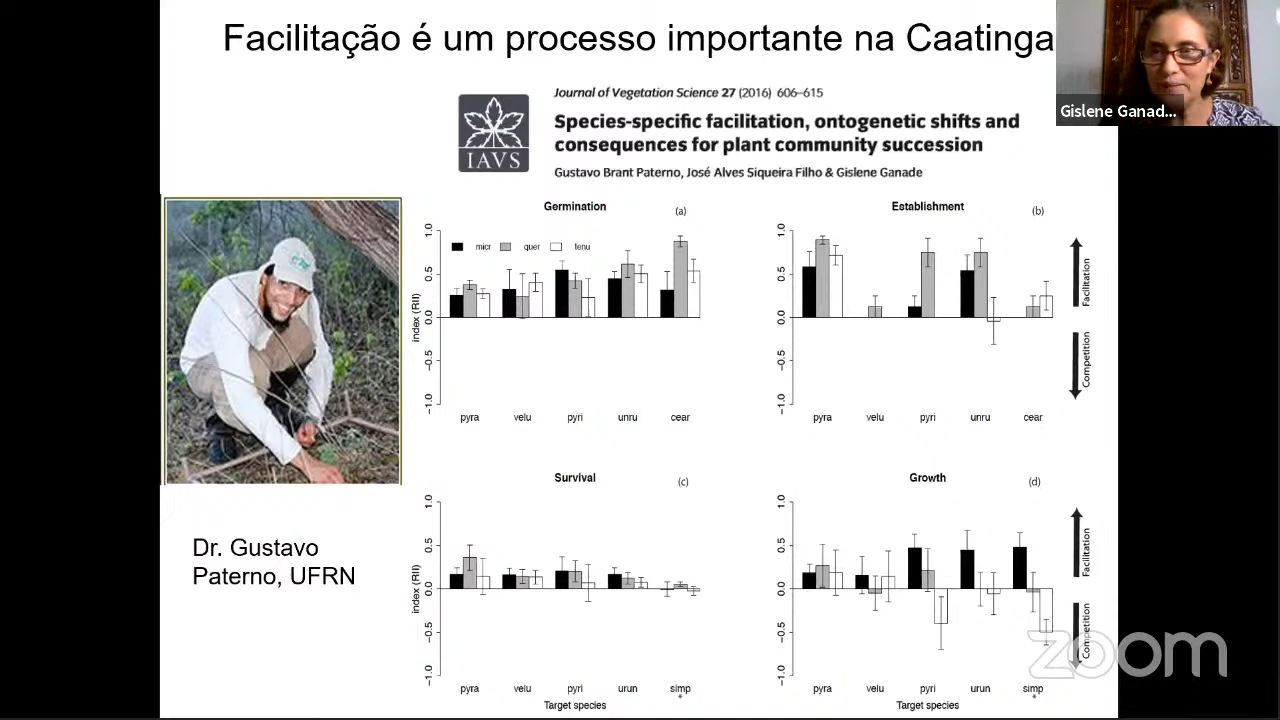 Facilitação é um processo importante na Caatinga
Gislene Ganad...
Journal of Vegetation Science 27 (2016) 606–615
Species-specific facilitation, ontogenetic shifts and
consequences for plant community succession
IAVS
Gustavo Brant Paterno, José Alves Siqueira Filho & Gislene Ganade
Germination
(a)
micr quer tenu
index (RII)
1.0
0.5
0.0
−0.5
−1.0
pyra velu pyri unru cear
Establishment
(b)
1.0
0.5
0.0
−0.5
−1.0
pyra velu pyri unru cear
Facilitation
Competition
Dr. Gustavo
Paterno, UFRN
Survival
(c)
index (RII)
1.0
0.5
0.0
−0.5
−1.0
pyra velu pyri urun simp
*
Target species
Growth
(d)
1.0
0.5
0.0
−0.5
−1.0
pyra velu pyri urun simp
*
Target species
Facilitation
Competition
zoom